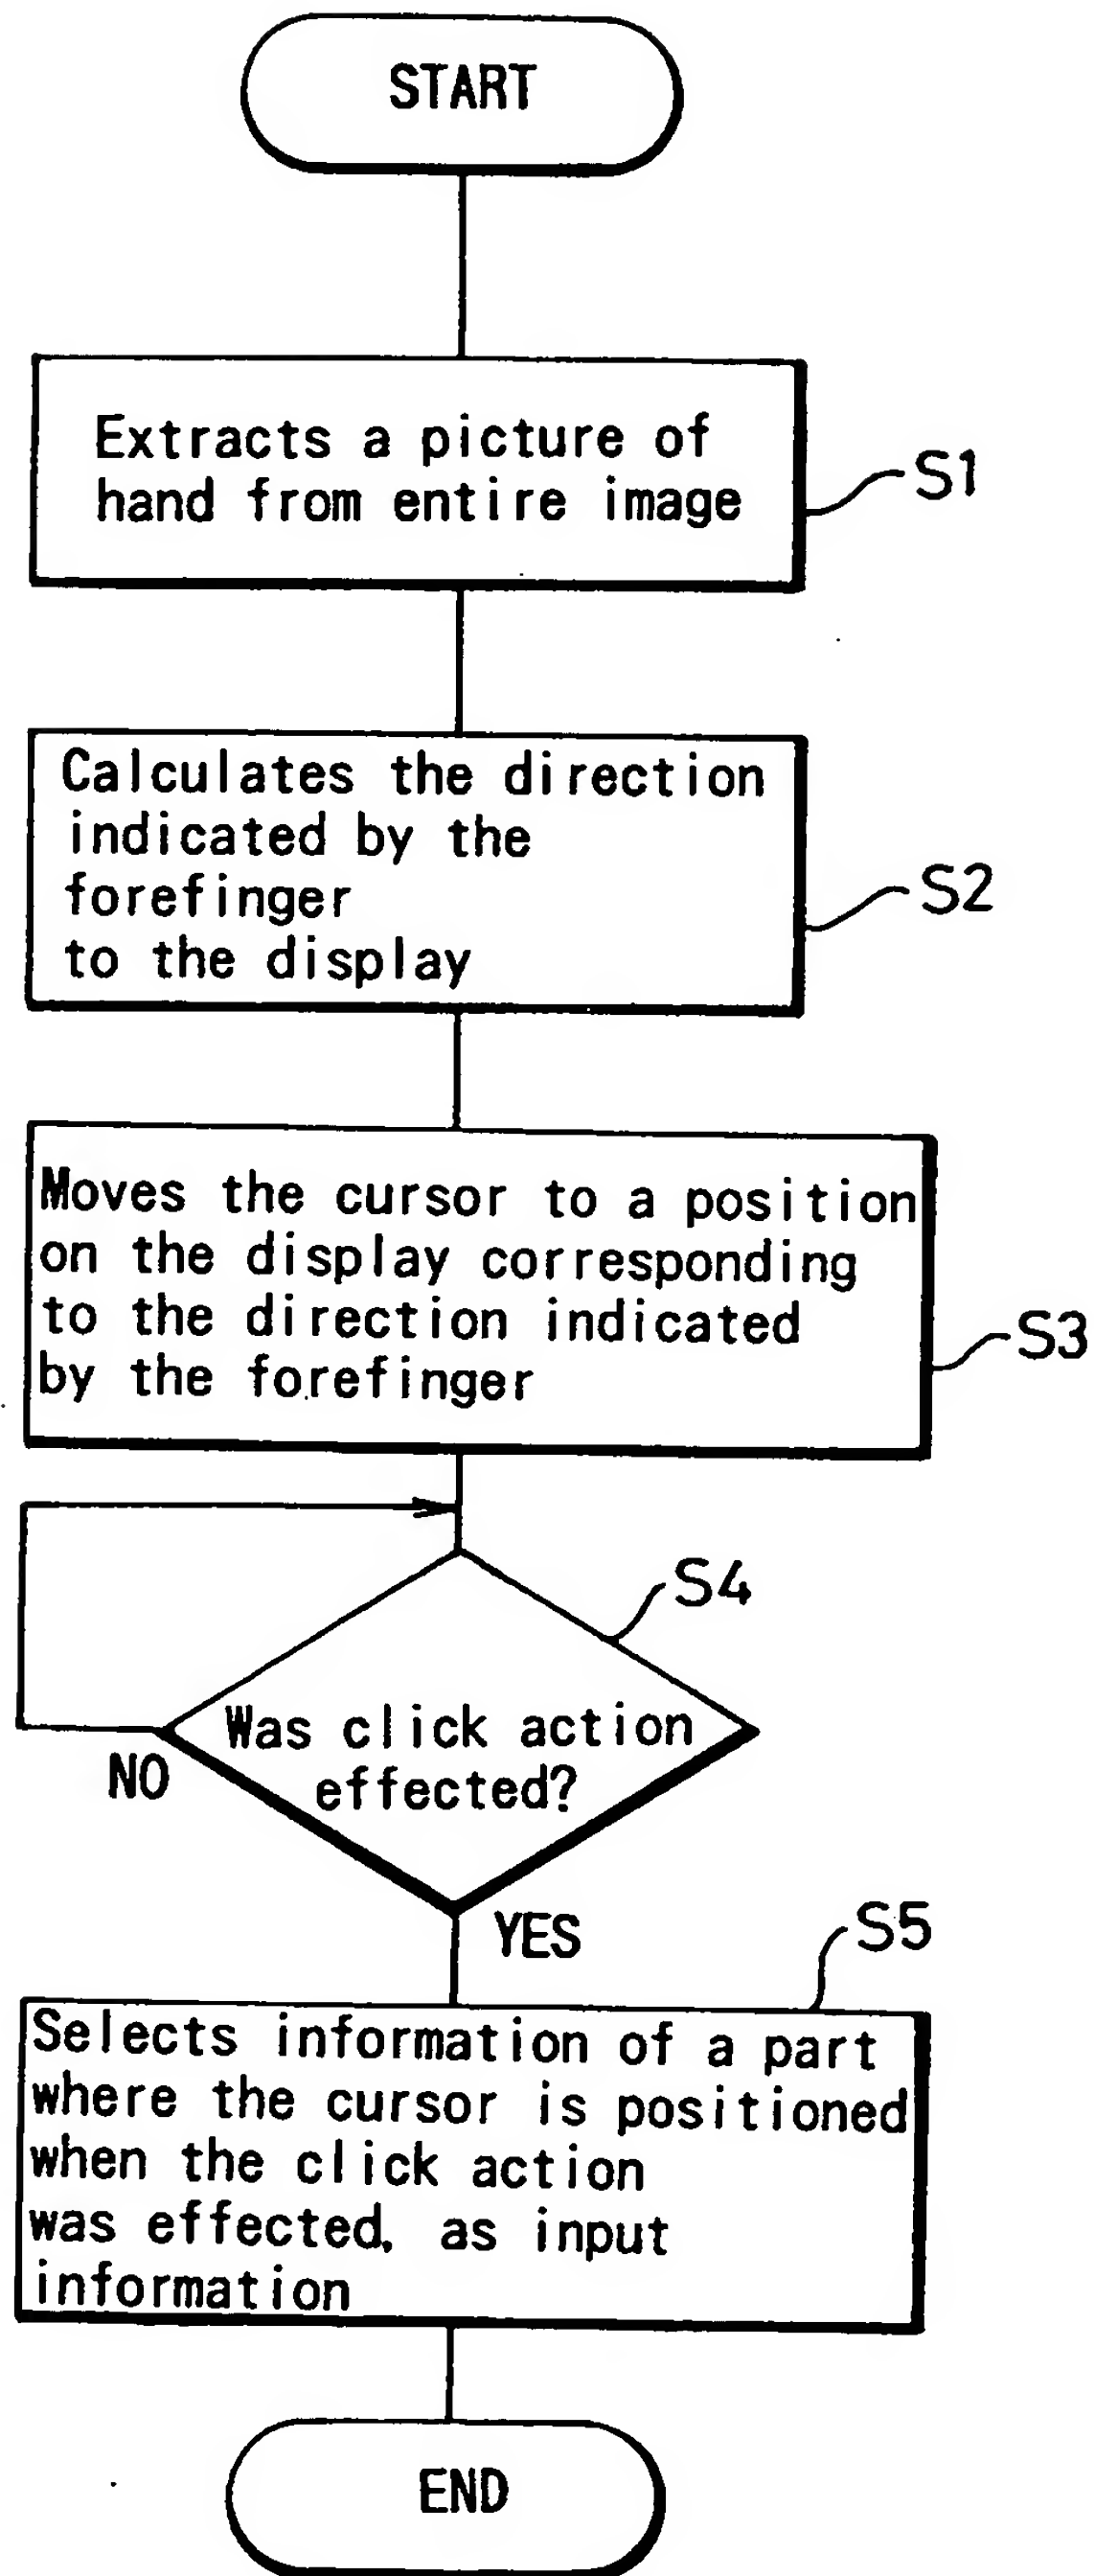 START
Extracts a picture of
hand from entire image
S1
Calculates the direction
indicated by the
forefinger
to the display
S2
Moves the cursor to a position
on the display corresponding
to the direction indicated
by the forefinger
S3
S4
Was click action
effected?
NO
YES
S5
Selects information of a part
where the cursor is positioned
when the click action
was effected, as input
information
END